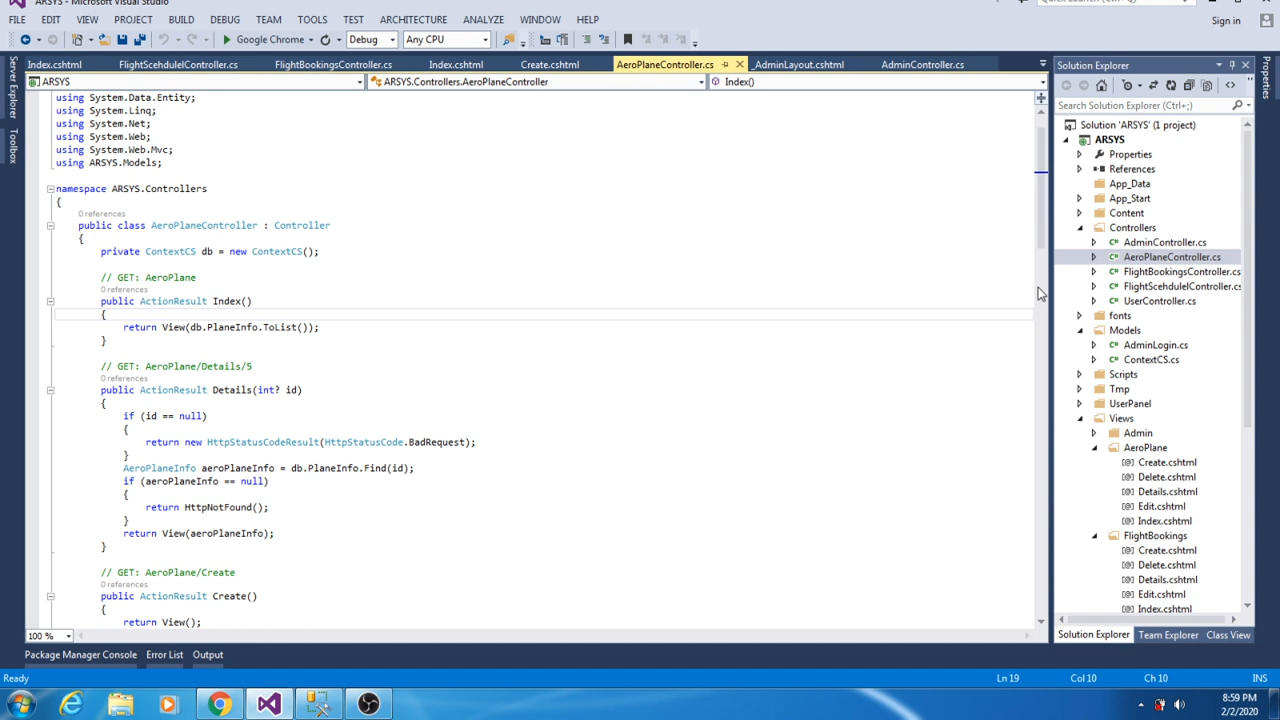 ARSYS - Microsoft Visual Studio
Quick Launch (Ctrl+Q)
FILE EDIT VIEW PROJECT BUILD DEBUG TEAM TOOLS TEST ARCHITECTURE ANALYZE WINDOW HELP
Sign in
Google Chrome Debug Any CPU
Index.cshtml FlightScehdulelController.cs FlightBookingsController.cs Index.cshtml Create.cshtml AeroPlaneController.cs _AdminLayout.cshtml AdminController.cs
ARSYS ARSYS.Controllers.AeroPlaneController Index()
Server Explorer
Toolbox
using System.Data.Entity;
using System.Linq;
using System.Net;
using System.Web;
using System.Web.Mvc;
using ARSYS.Models;
namespace ARSYS.Controllers
{
0 references
public class AeroPlaneController : Controller
{
private ContextCS db = new ContextCS();
// GET: AeroPlane
0 references
public ActionResult Index()
{
return View(db.PlaneInfo.ToList());
}
// GET: AeroPlane/Details/5
0 references
public ActionResult Details(int? id)
{
if (id == null)
{
return new HttpStatusCodeResult(HttpStatusCode.BadRequest);
}
AeroPlaneInfo aeroPlaneInfo = db.PlaneInfo.Find(id);
if (aeroPlaneInfo == null)
{
return HttpNotFound();
}
return View(aeroPlaneInfo);
}
// GET: AeroPlane/Create
0 references
public ActionResult Create()
{
return View();
100 %
Solution Explorer
Search Solution Explorer (Ctrl+;)
Solution 'ARSYS' (1 project)
ARSYS
Properties
References
App_Data
App_Start
Content
Controllers
AdminController.cs
AeroPlaneController.cs
FlightBookingsController.cs
FlightScehdulelController.cs
UserController.cs
fonts
Models
AdminLogin.cs
ContextCS.cs
Scripts
Tmp
UserPanel
Views
Admin
AeroPlane
Create.cshtml
Delete.cshtml
Details.cshtml
Edit.cshtml
Index.cshtml
FlightBookings
Create.cshtml
Delete.cshtml
Details.cshtml
Edit.cshtml
Index.cshtml
Solution Explorer Team Explorer Class View
Properties
Package Manager Console Error List Output
Ready Ln 19 Col 10 Ch 10 INS
8:59 PM
2/2/2020